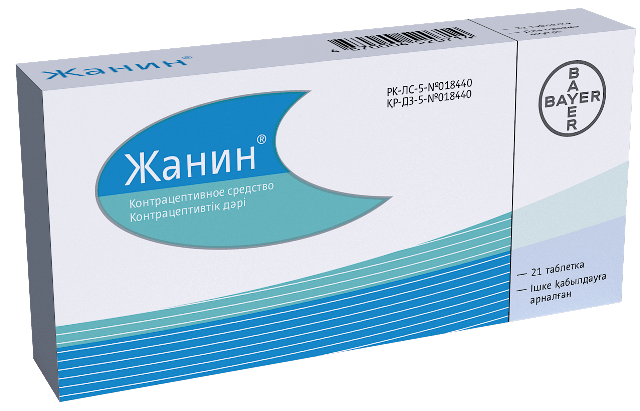 Жанин®
РК-ЛС-5-№018440
ҚР-ДЗ-5-№018440
BAYER
BAYER
Жанин®
Контрацептивное средство
Контрацептивтік дәрі
— 21 таблетка
— Ішке қабылдауға
арналған